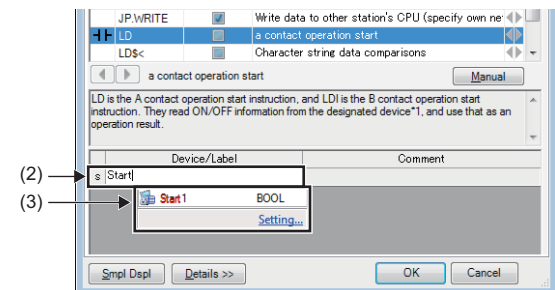 JP.WRITE Write data to other station's CPU (specify own ne
LD a contact operation start
LD$< Character string data comparisons
a contact operation start Manual
LD is the A contact operation start instruction, and LDI is the B contact operation start
instruction. They read ON/OFF information from the designated device*1, and use that as an
operation result.
Device/Label Comment
(2) s Start
(3) Start1 BOOL
Setting...
Smpl Dspl Details >> OK Cancel